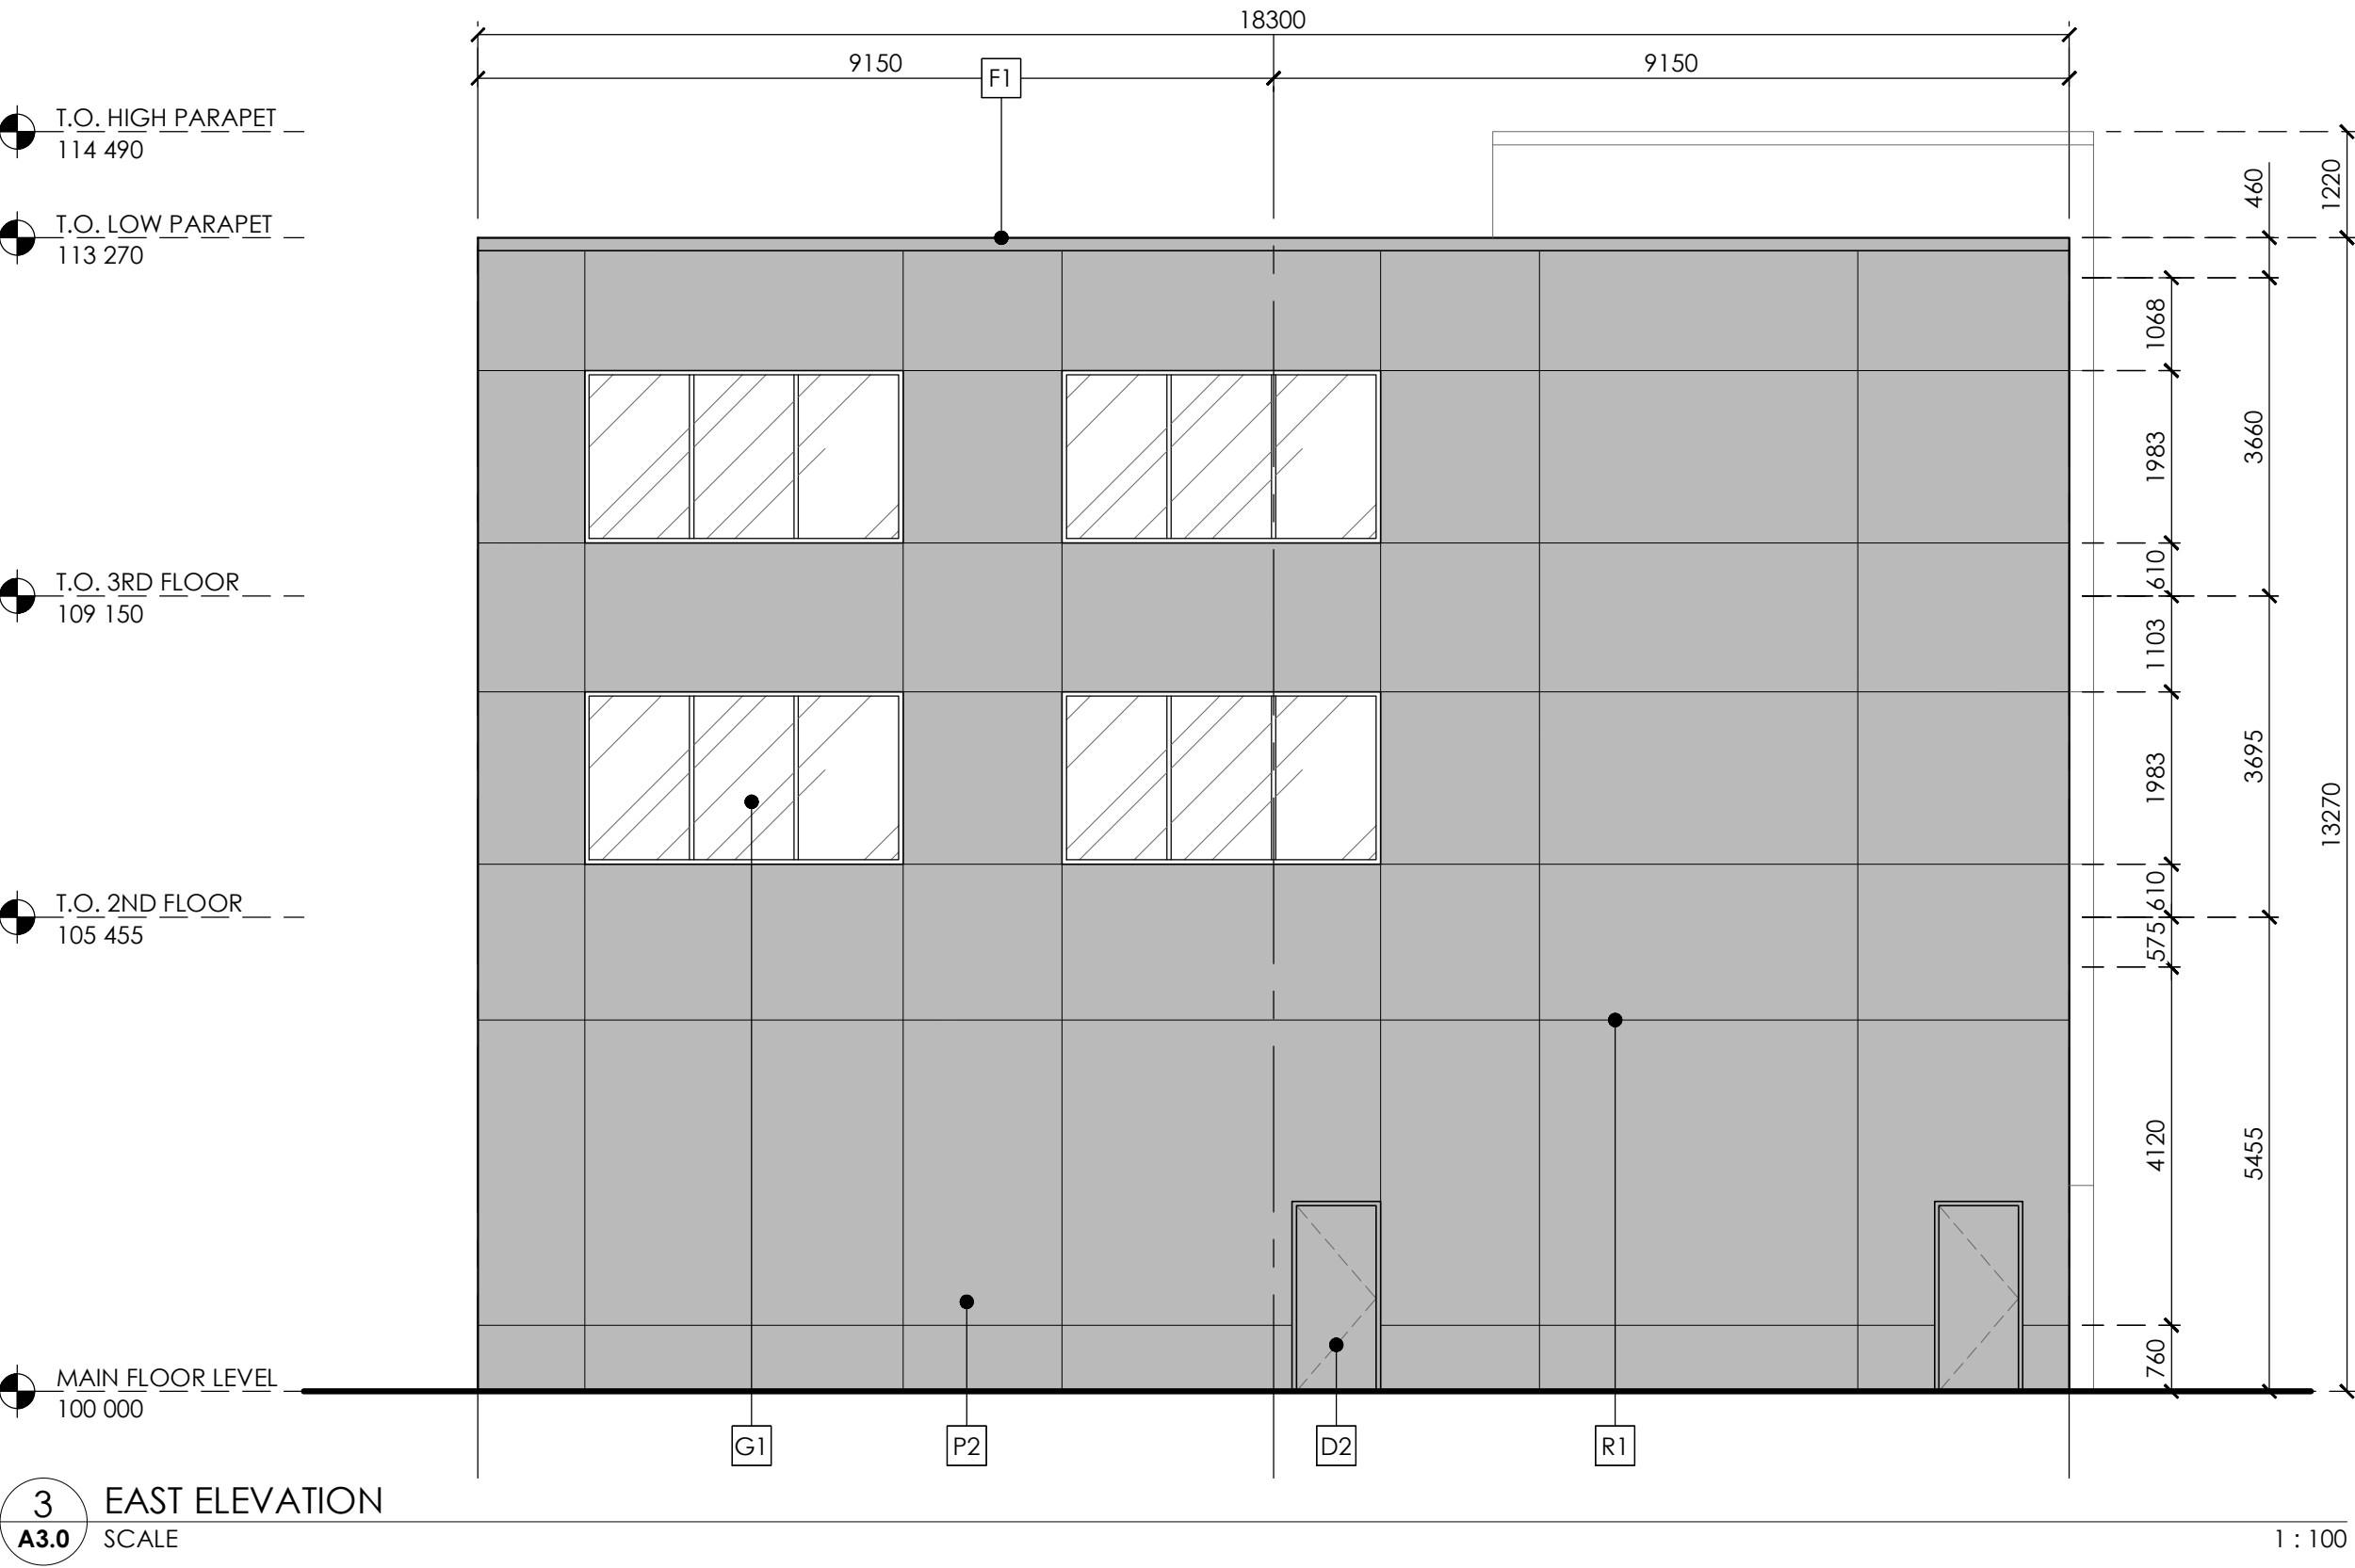 18300
9150
9150
F1
T.O. HIGH PARAPET
114 490
T.O. LOW PARAPET
113 270
T.O. 3RD FLOOR
109 150
T.O. 2ND FLOOR
105 455
MAIN FLOOR LEVEL
100 000
1068
1983
610
1103
1983
610
575
4120
760
460
3660
3695
5455
1220
13270
G1
P2
D2
R1
3
A3.0
EAST ELEVATION
SCALE
1 : 100